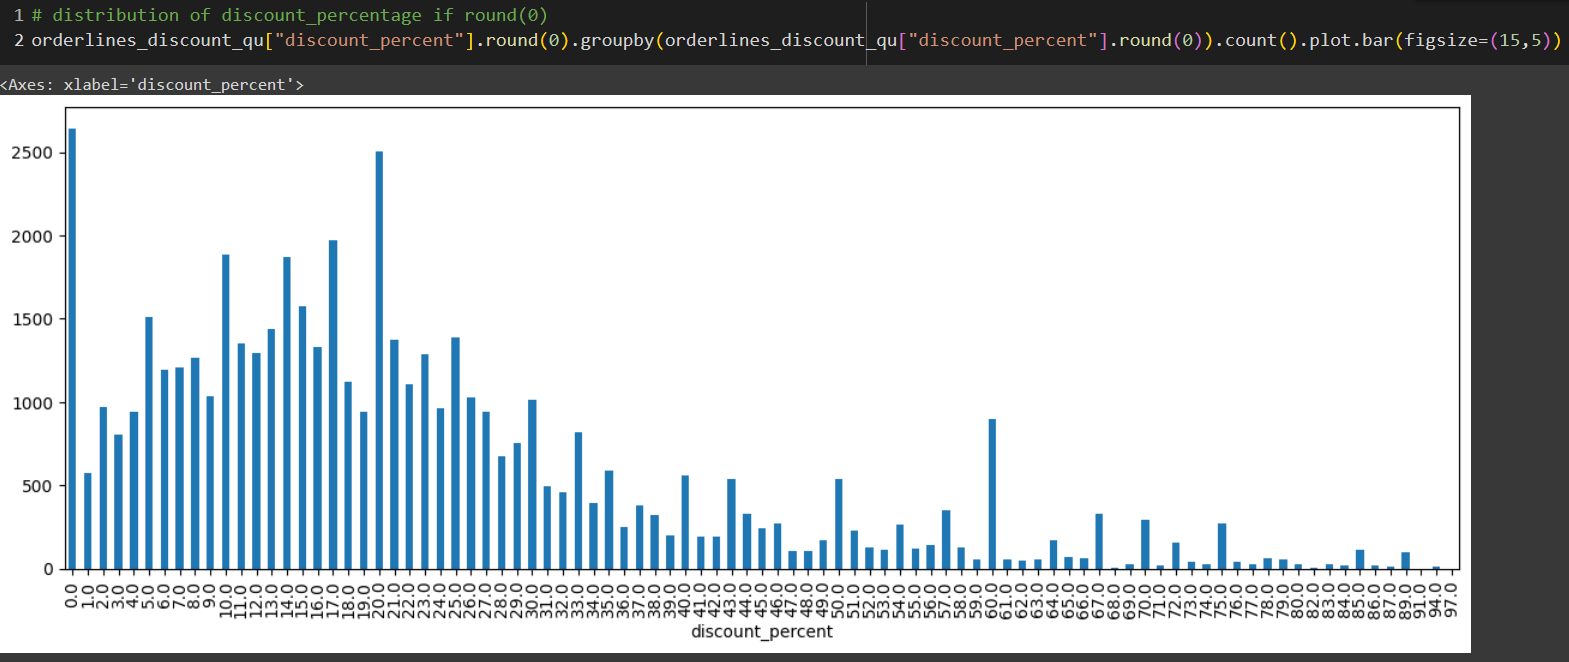 1 # distribution of discount_percentage if round(0)
2 orderlines_discount_qu["discount_percent"].round(0).groupby(orderlines_discount_qu["discount_percent"].round(0)).count().plot.bar(figsize=(15,5))
<Axes: xlabel='discount_percent'>
2500
2000
1500
1000
500
0
0.0 1.0 2.0 3.0 4.0 5.0 6.0 7.0 8.0 9.0 10.0 11.0 12.0 13.0 14.0 15.0 16.0 17.0 18.0 19.0 20.0 21.0 22.0 23.0 24.0 25.0 26.0 27.0 28.0 29.0 30.0 31.0 32.0 33.0 34.0 35.0 36.0 37.0 38.0 39.0 40.0 41.0 42.0 43.0 44.0 45.0 46.0 47.0 48.0 49.0 50.0 51.0 52.0 53.0 54.0 55.0 56.0 57.0 58.0 59.0 60.0 61.0 62.0 63.0 64.0 65.0 66.0 67.0 68.0 69.0 70.0 71.0 72.0 73.0 74.0 75.0 76.0 77.0 78.0 79.0 80.0 82.0 83.0 84.0 85.0 86.0 87.0 89.0 91.0 94.0 97.0
discount_percent